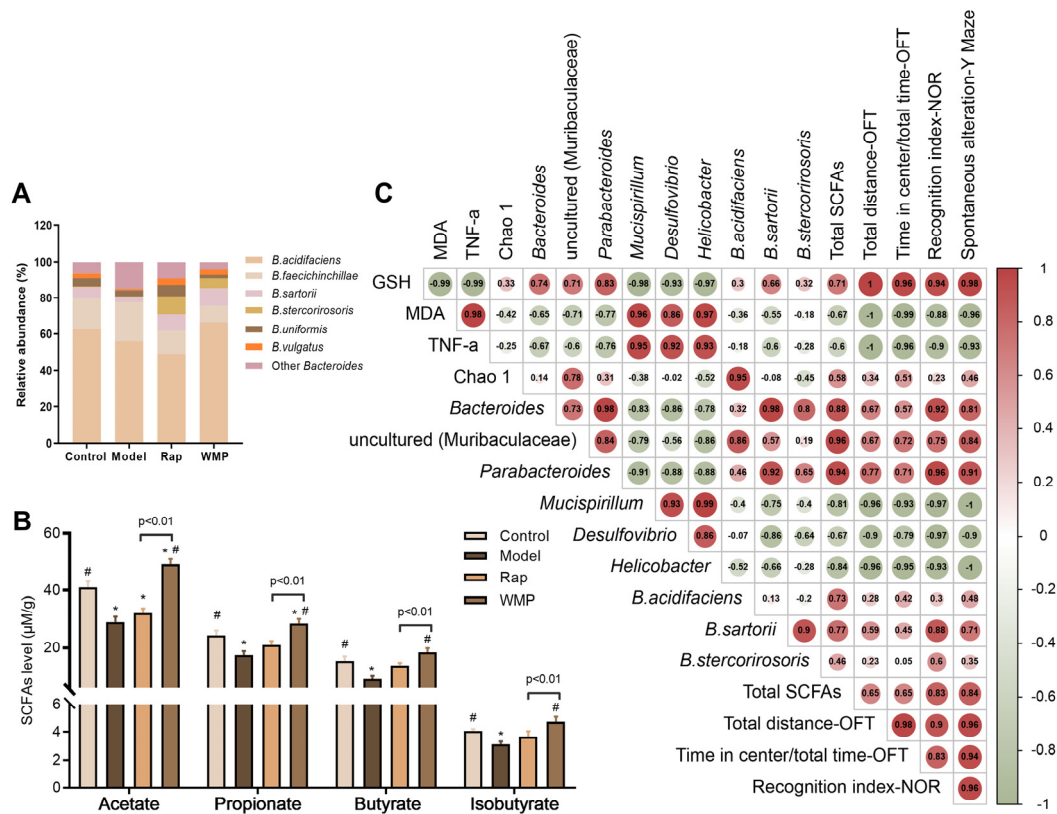 A
120
100
80
60
40
20
0
Relative abundance (%)
Control Model Rap WMP
B.acidifaciens
B.faecichinchillae
B.sartorii
B.stercorirosoris
B.uniformis
B.vulgatus
Other Bacteroides
B
60
40
20
6
4
2
0
SCFAs level (μM/g)
# * * p<0.01 * #
# * p<0.01 * #
# * p<0.01 #
# * p<0.01 #
Acetate Propionate Butyrate Isobutyrate
Control
Model
Rap
WMP
C
MDA
TNF-a
Chao 1
Bacteroides
uncultured (Muribaculaceae)
Parabacteroides
Mucispirillum
Desulfovibrio
Helicobacter
B.acidifaciens
B.sartorii
B.stercorirosoris
Total SCFAs
Total distance-OFT
Time in center/total time-OFT
Recognition index-NOR
Spontaneous alteration-Y Maze
GSH -0.99 -0.99 0.33 0.74 0.71 0.83 -0.98 -0.93 -0.97 0.3 0.66 0.32 0.71 1 0.96 0.94 0.98
MDA 0.98 -0.42 -0.65 -0.71 -0.77 0.96 0.86 0.97 -0.36 -0.55 -0.18 -0.67 -1 -0.99 -0.88 -0.96
TNF-a -0.25 -0.67 -0.6 -0.76 0.95 0.92 0.93 -0.18 -0.6 -0.28 -0.6 -1 -0.96 -0.9 -0.93
Chao 1 0.14 0.78 0.31 -0.38 -0.02 -0.52 0.95 -0.08 -0.45 0.58 0.34 0.51 0.23 0.46
Bacteroides 0.73 0.98 -0.83 -0.86 -0.78 0.32 0.98 0.8 0.88 0.67 0.57 0.92 0.81
uncultured (Muribaculaceae) 0.84 -0.79 -0.56 -0.86 0.86 0.57 0.19 0.96 0.67 0.72 0.75 0.84
Parabacteroides -0.91 -0.88 -0.88 0.46 0.92 0.65 0.94 0.77 0.71 0.96 0.91
Mucispirillum 0.93 0.99 -0.4 -0.75 -0.4 -0.81 -0.96 -0.93 -0.97 -1
Desulfovibrio 0.86 -0.07 -0.86 -0.64 -0.67 -0.9 -0.79 -0.97 -0.9
Helicobacter -0.52 -0.66 -0.28 -0.84 -0.96 -0.95 -0.93 -1
B.acidifaciens 0.13 -0.2 0.73 0.28 0.42 0.3 0.48
B.sartorii 0.9 0.77 0.59 0.45 0.88 0.71
B.stercorirosoris 0.46 0.23 0.05 0.6 0.35
Total SCFAs 0.65 0.65 0.83 0.84
Total distance-OFT 0.98 0.9 0.96
Time in center/total time-OFT 0.83 0.94
Recognition index-NOR 0.96
1
0.8
0.6
0.4
0.2
0
-0.2
-0.4
-0.6
-0.8
-1